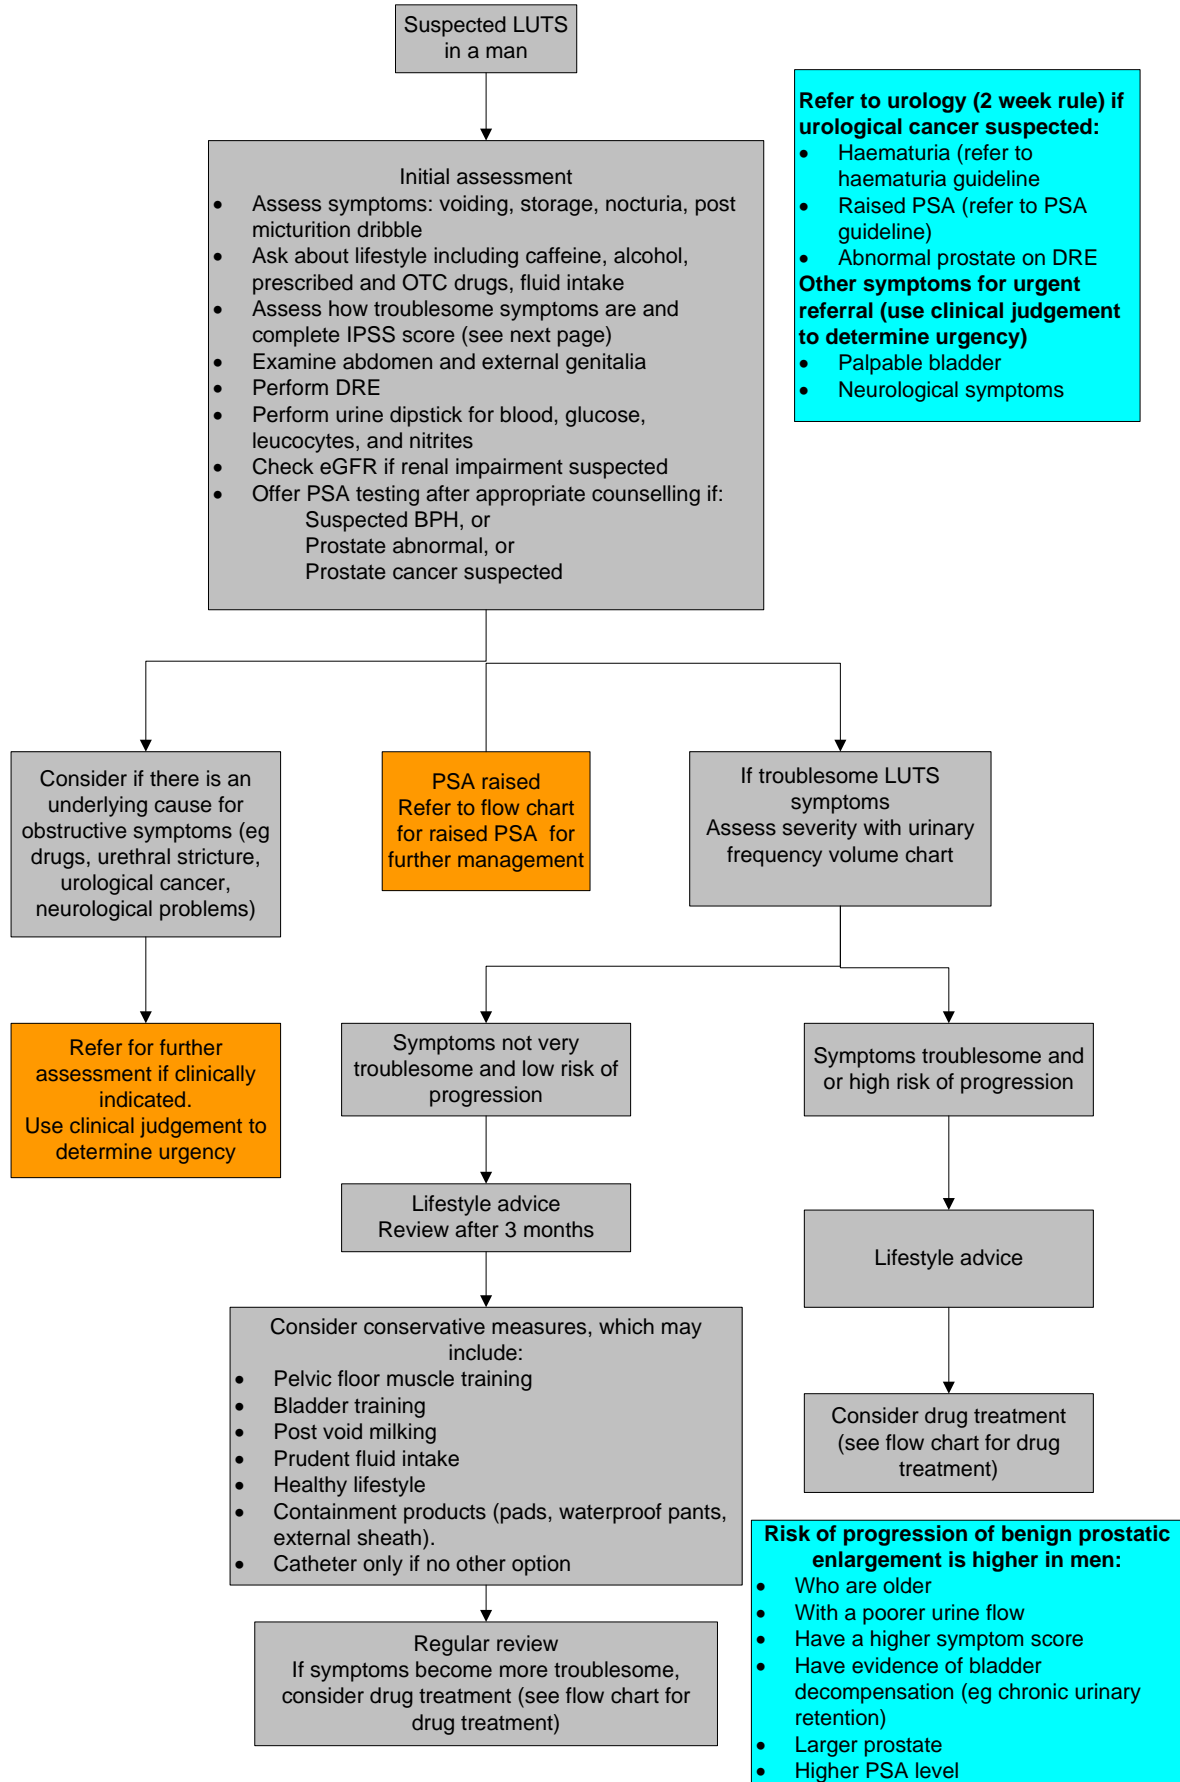 Suspected LUTS
in a man
Refer to urology (2 week rule) if
urological cancer suspected:
• Haematuria (refer to
haematuria guideline
• Raised PSA (refer to PSA
guideline)
• Abnormal prostate on DRE
Other symptoms for urgent
referral (use clinical judgement
to determine urgency)
• Palpable bladder
• Neurological symptoms
Initial assessment
• Assess symptoms: voiding, storage, nocturia, post
micturition dribble
• Ask about lifestyle including caffeine, alcohol,
prescribed and OTC drugs, fluid intake
• Assess how troublesome symptoms are and
complete IPSS score (see next page)
• Examine abdomen and external genitalia
• Perform DRE
• Perform urine dipstick for blood, glucose,
leucocytes, and nitrites
• Check eGFR if renal impairment suspected
• Offer PSA testing after appropriate counselling if:
Suspected BPH, or
Prostate abnormal, or
Prostate cancer suspected
Consider if there is an
underlying cause for
obstructive symptoms (eg
drugs, urethral stricture,
urological cancer,
neurological problems)
PSA raised
Refer to flow chart
for raised PSA for
further management
If troublesome LUTS
symptoms
Assess severity with urinary
frequency volume chart
Refer for further
assessment if clinically
indicated.
Use clinical judgement to
determine urgency
Symptoms not very
troublesome and low risk of
progression
Symptoms troublesome and
or high risk of progression
Lifestyle advice
Review after 3 months
Lifestyle advice
Consider conservative measures, which may
include:
• Pelvic floor muscle training
• Bladder training
• Post void milking
• Prudent fluid intake
• Healthy lifestyle
• Containment products (pads, waterproof pants,
external sheath).
• Catheter only if no other option
Consider drug treatment
(see flow chart for drug
treatment)
Regular review
If symptoms become more troublesome,
consider drug treatment (see flow chart for
drug treatment)
Risk of progression of benign prostatic
enlargement is higher in men:
• Who are older
• With a poorer urine flow
• Have a higher symptom score
• Have evidence of bladder
decompensation (eg chronic urinary
retention)
• Larger prostate
• Higher PSA level